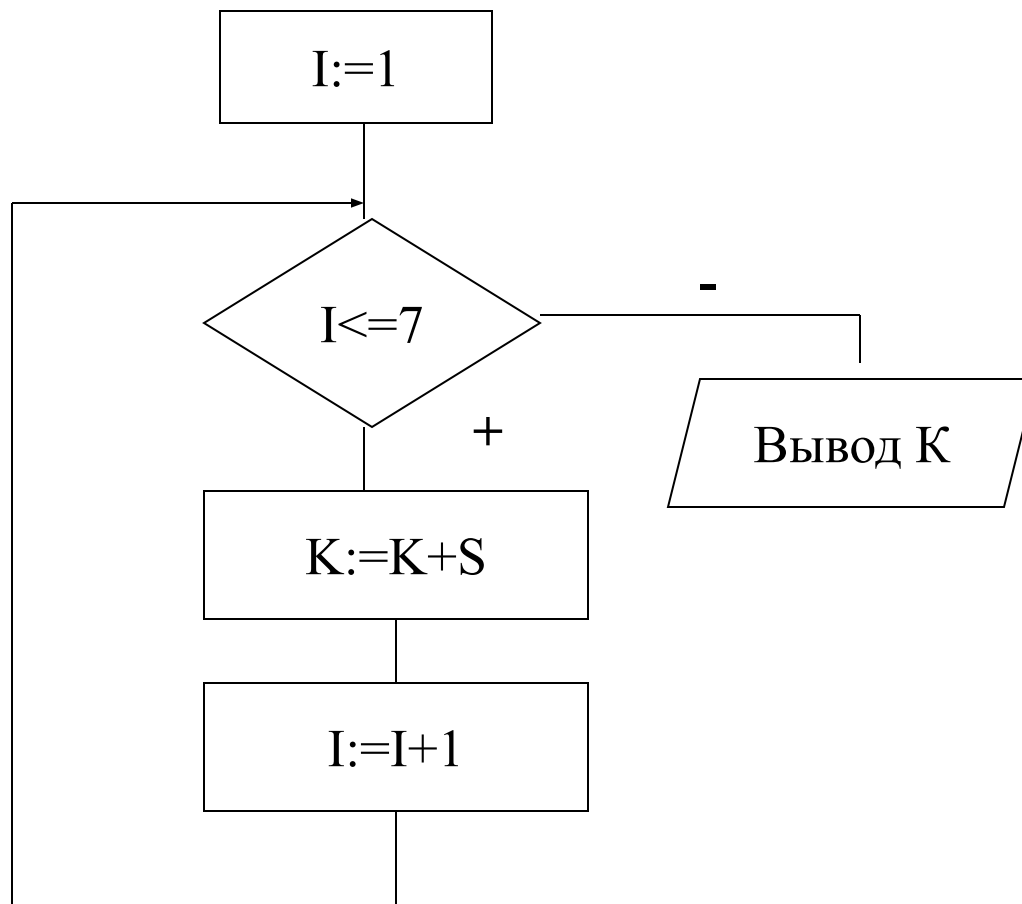 I:=1
I<=7
-
+
Вывод К
K:=K+S
I:=I+1